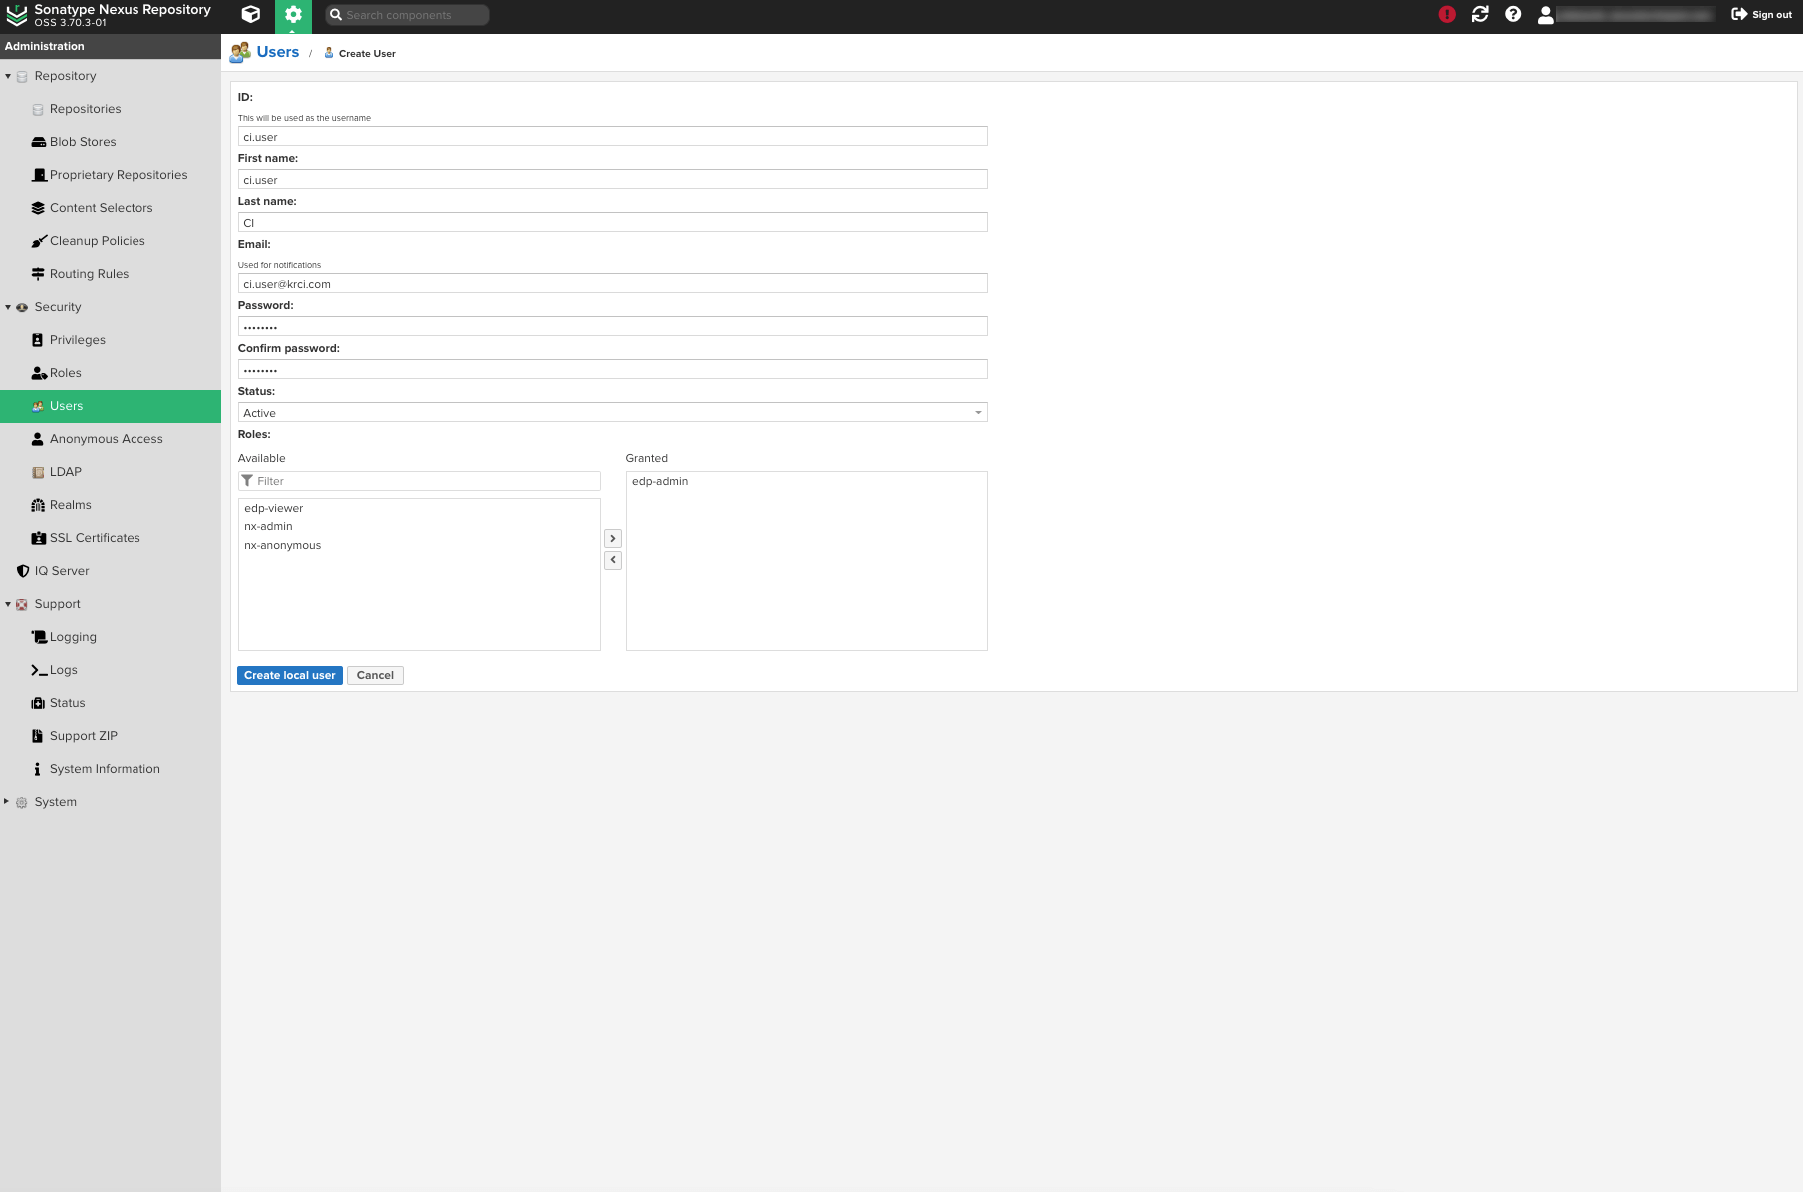 Sonatype Nexus Repository
OSS 3.70.3-01
Search components
Sign out
Administration
Repository
Repositories
Blob Stores
Proprietary Repositories
Content Selectors
Cleanup Policies
Routing Rules
Security
Privileges
Roles
Users
Anonymous Access
LDAP
Realms
SSL Certificates
IQ Server
Support
Logging
Logs
Status
Support ZIP
System Information
System
Users / Create User
ID:
This will be used as the username
ci.user
First name:
ci.user
Last name:
CI
Email:
Used for notifications
ci.user@krci.com
Password:
••••••••
Confirm password:
••••••••
Status:
Active
Roles:
Available
Filter
edp-viewer
nx-admin
nx-anonymous
Granted
edp-admin
Create local user
Cancel